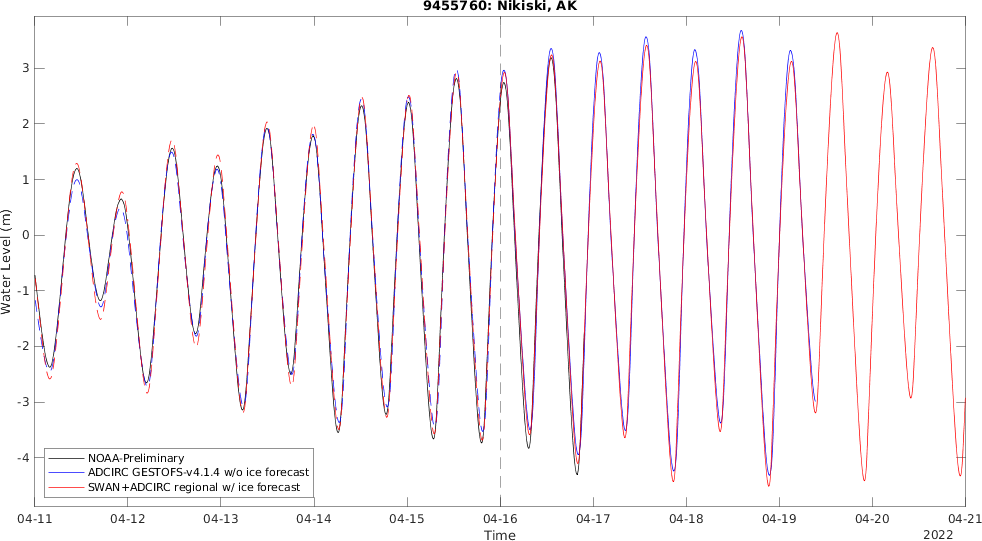 9455760: Nikiski, AK
3
2
1
0
-1
-2
-3
-4
Water Level (m)
NOAA-Preliminary
ADCIRC GESTOFS-v4.1.4 w/o ice forecast
SWAN+ADCIRC regional w/ ice forecast
04-11 04-12 04-13 04-14 04-15 04-16 04-17 04-18 04-19 04-20 04-21
Time
2022